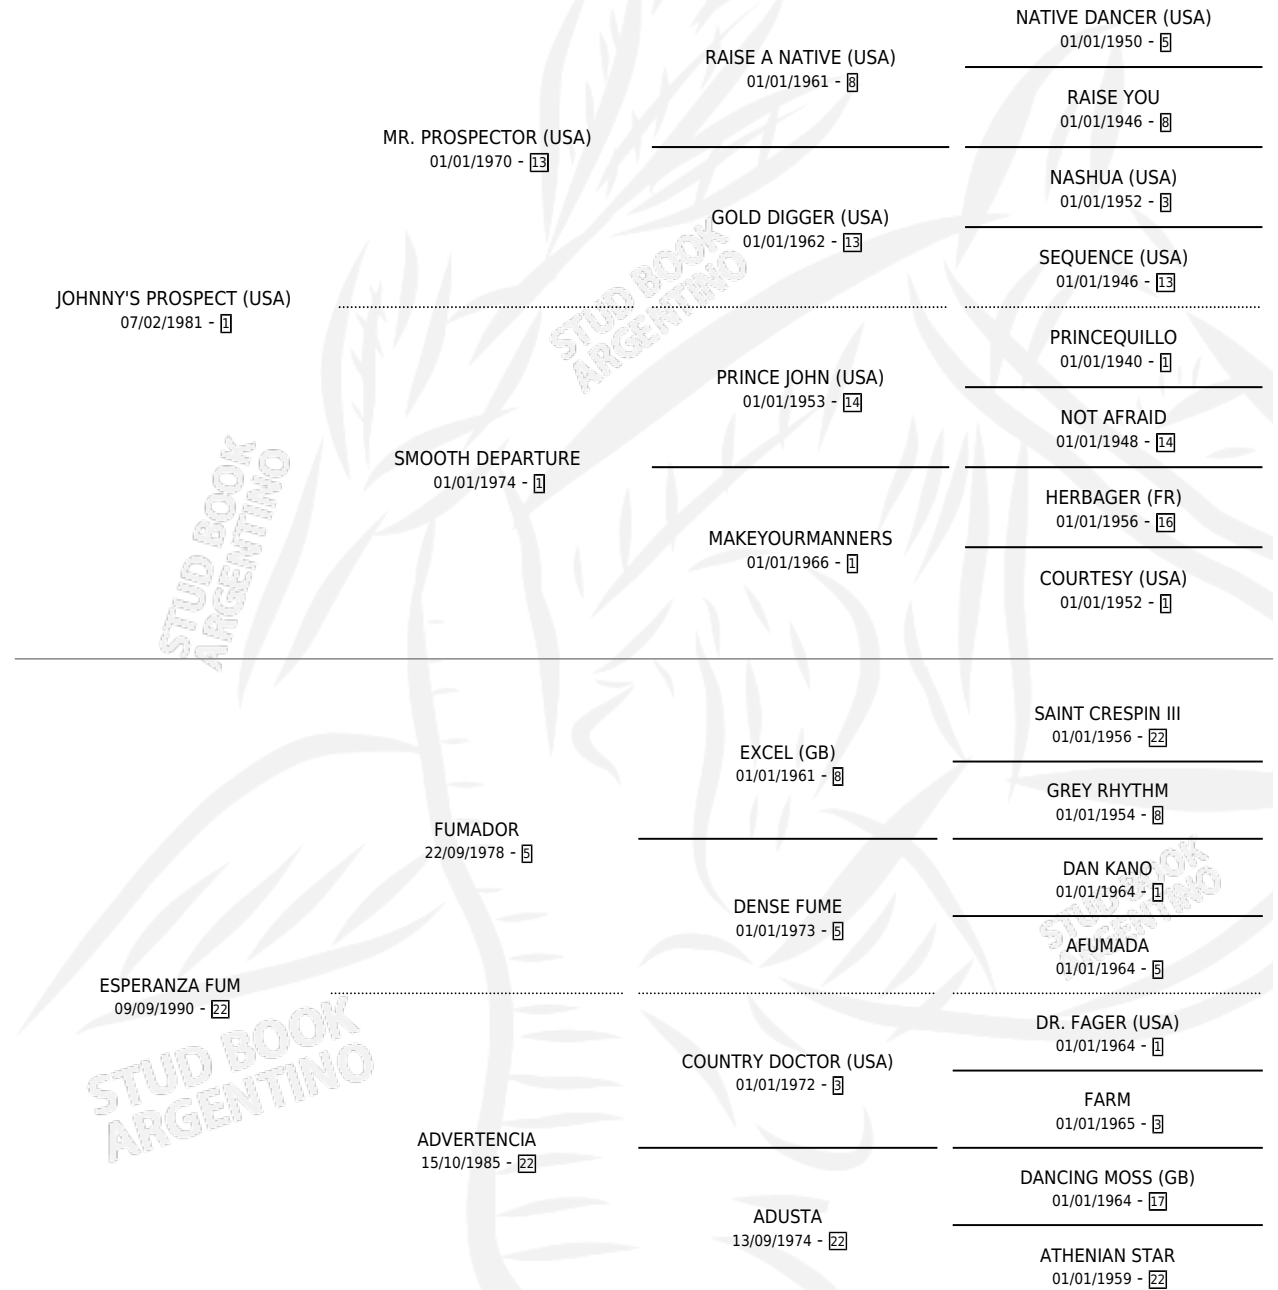 NATIVE DANCER (USA)
01/01/1950 - 5
RAISE A NATIVE (USA)
01/01/1961 - 8
RAISE YOU
01/01/1946 - 8
MR. PROSPECTOR (USA)
01/01/1970 - 13
NASHUA (USA)
01/01/1952 - 3
GOLD DIGGER (USA)
01/01/1962 - 13
SEQUENCE (USA)
01/01/1946 - 13
JOHNNY'S PROSPECT (USA)
07/02/1981 - 1
PRINCEQUILLO
01/01/1940 - 1
PRINCE JOHN (USA)
01/01/1953 - 14
NOT AFRAID
01/01/1948 - 14
SMOOTH DEPARTURE
01/01/1974 - 1
HERBAGER (FR)
01/01/1956 - 16
MAKEYOURMANNERS
01/01/1966 - 1
COURTESY (USA)
01/01/1952 - 1
SAINT CRESPIN III
01/01/1956 - 22
EXCEL (GB)
01/01/1961 - 8
GREY RHYTHM
01/01/1954 - 8
FUMADOR
22/09/1978 - 5
DAN KANO
01/01/1964 - 1
DENSE FUME
01/01/1973 - 5
AFUMADA
01/01/1964 - 5
ESPERANZA FUM
09/09/1990 - 22
DR. FAGER (USA)
01/01/1964 - 1
COUNTRY DOCTOR (USA)
01/01/1972 - 3
FARM
01/01/1965 - 3
ADVERTENCIA
15/10/1985 - 22
DANCING MOSS (GB)
01/01/1964 - 17
ADUSTA
13/09/1974 - 22
ATHENIAN STAR
01/01/1959 - 22
STUD BOOK
ARGENTINO
STUD BOOK
ARGENTINO
STUD BOOK
ARGENTINO
STUD BOOK
ARGENTINO